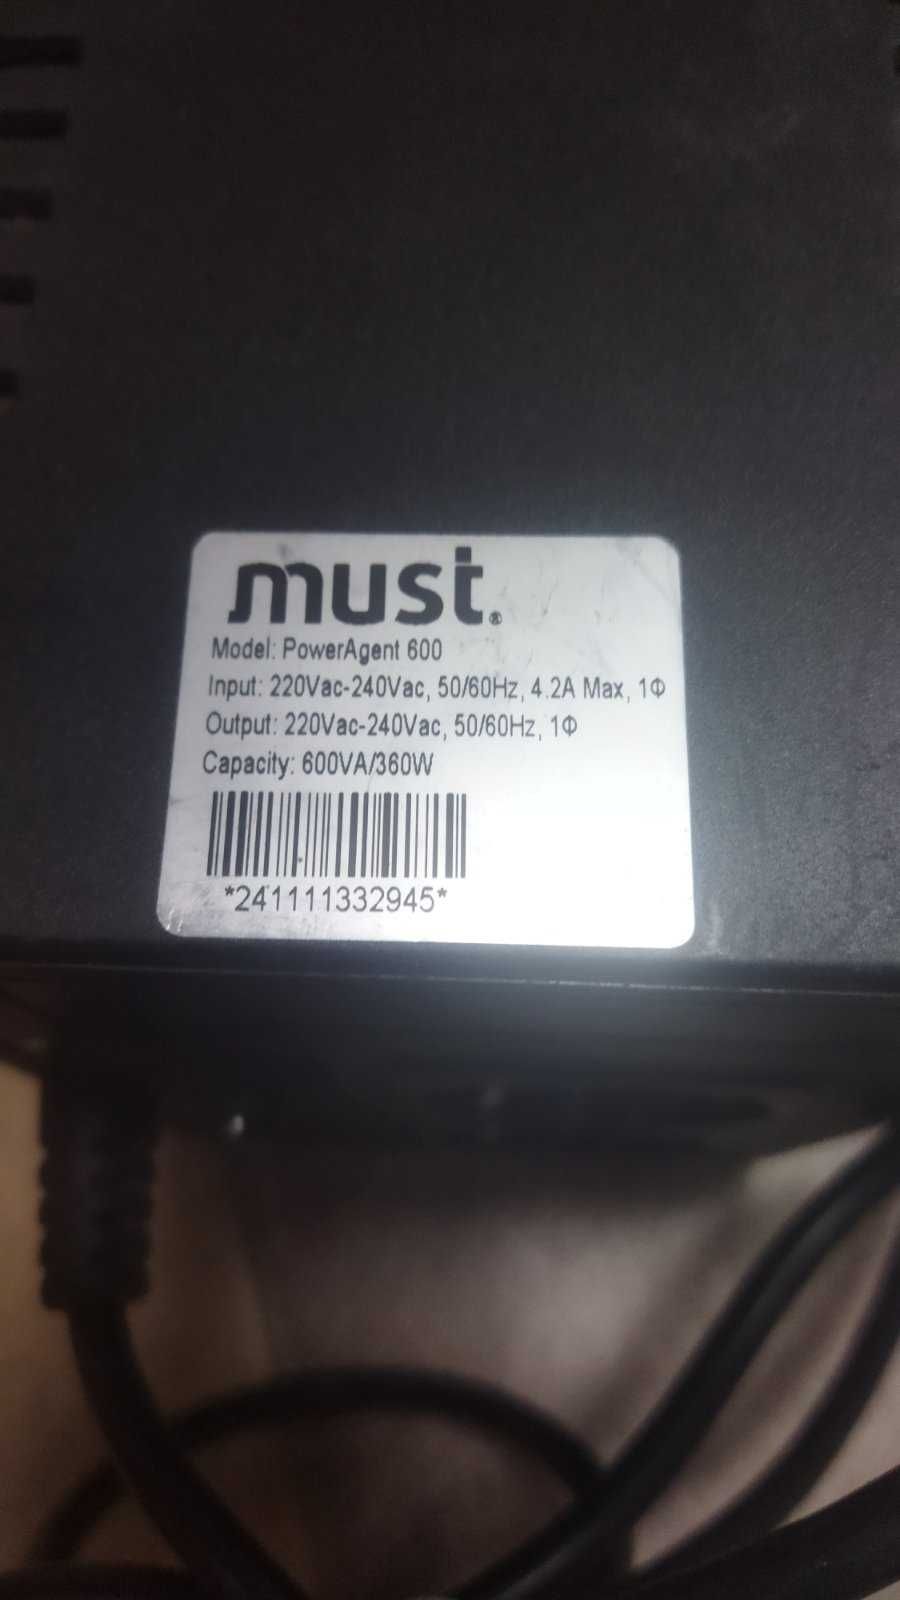 must®
Model: PowerAgent 600
Input: 220Vac-240Vac, 50/60Hz, 4.2A Max, 1Φ
Output: 220Vac-240Vac, 50/60Hz, 1Φ
Capacity: 600VA/360W
*241111332945*